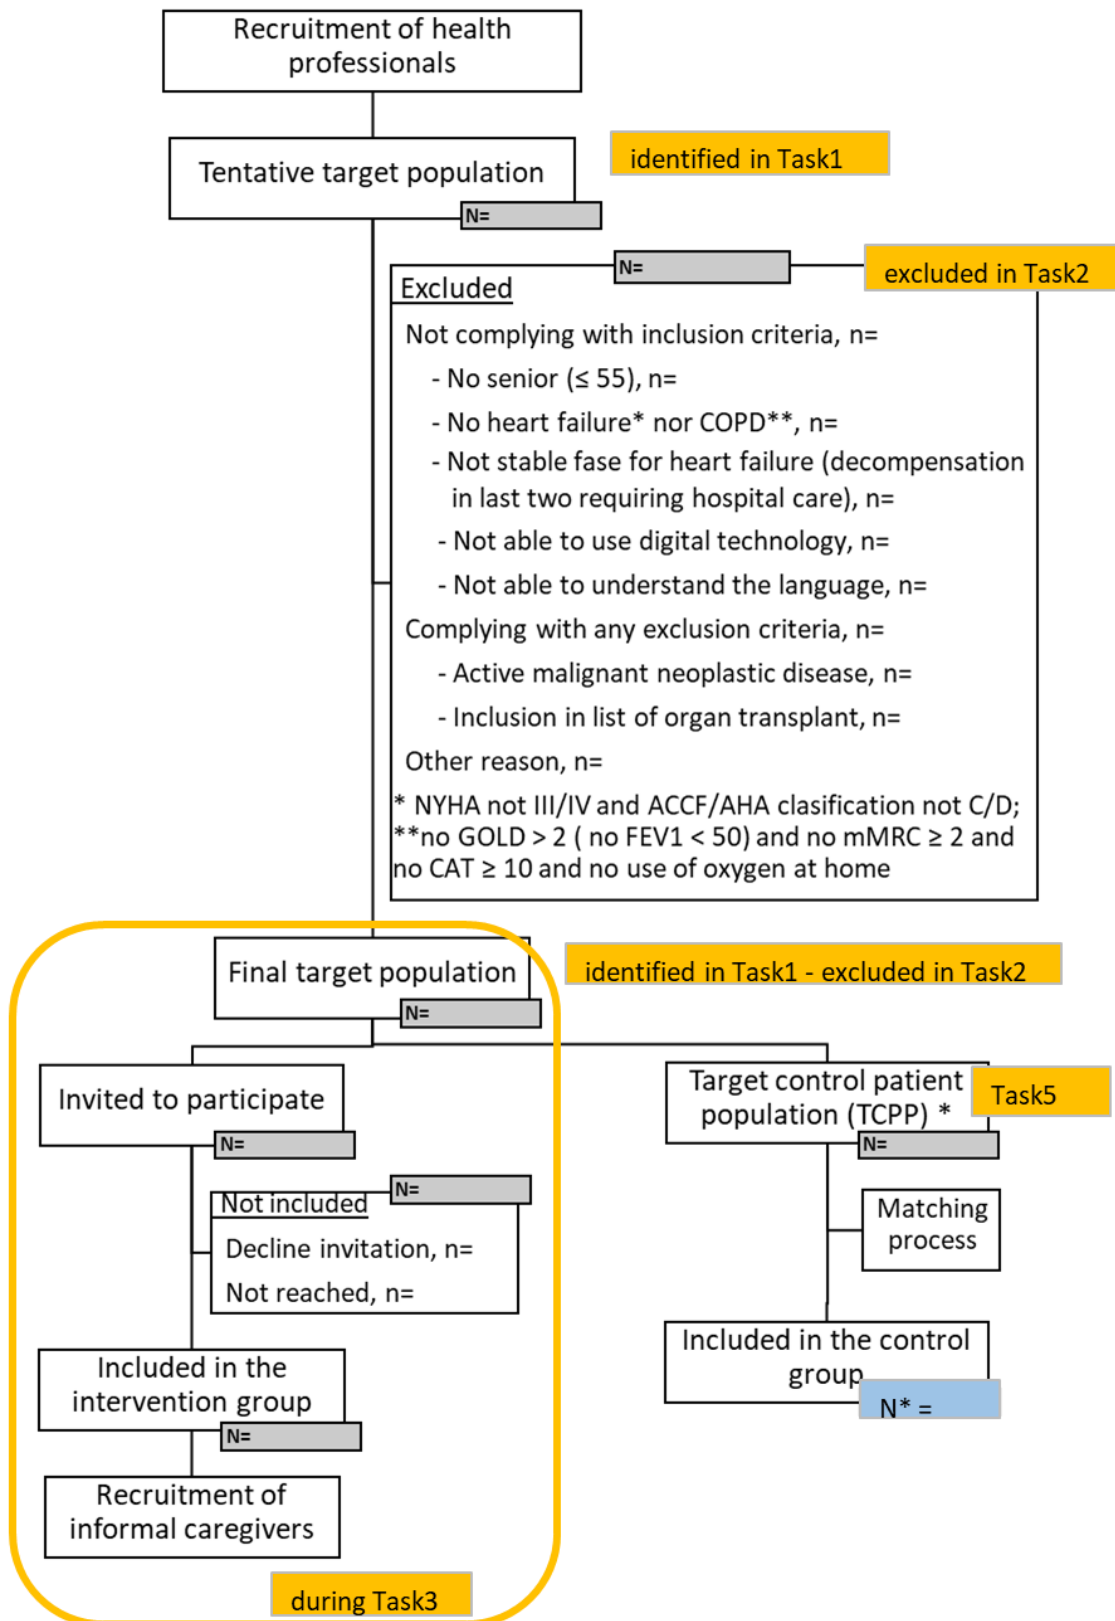 Recruitment of health
professionals
Tentative target population
identified in Task1
N=
N=
excluded in Task2
Excluded
Not complying with inclusion criteria, n=
- No senior (≤ 55), n=
- No heart failure* nor COPD**, n=
- Not stable fase for heart failure (decompensation
in last two requiring hospital care), n=
- Not able to use digital technology, n=
- Not able to understand the language, n=
Complying with any exclusion criteria, n=
- Active malignant neoplastic disease, n=
- Inclusion in list of organ transplant, n=
Other reason, n=
* NYHA not III/IV and ACCF/AHA clasification not C/D;
**no GOLD > 2 ( no FEV1 < 50) and no mMRC ≥ 2 and
no CAT ≥ 10 and no use of oxygen at home
Final target population
identified in Task1 - excluded in Task2
N=
Invited to participate
N=
Target control patient
population (TCPP) *
Task5
N=
N=
Not included
Decline invitation, n=
Not reached, n=
Matching
process
Included in the
intervention group
N=
Included in the control
group
N* =
Recruitment of
informal caregivers
during Task3